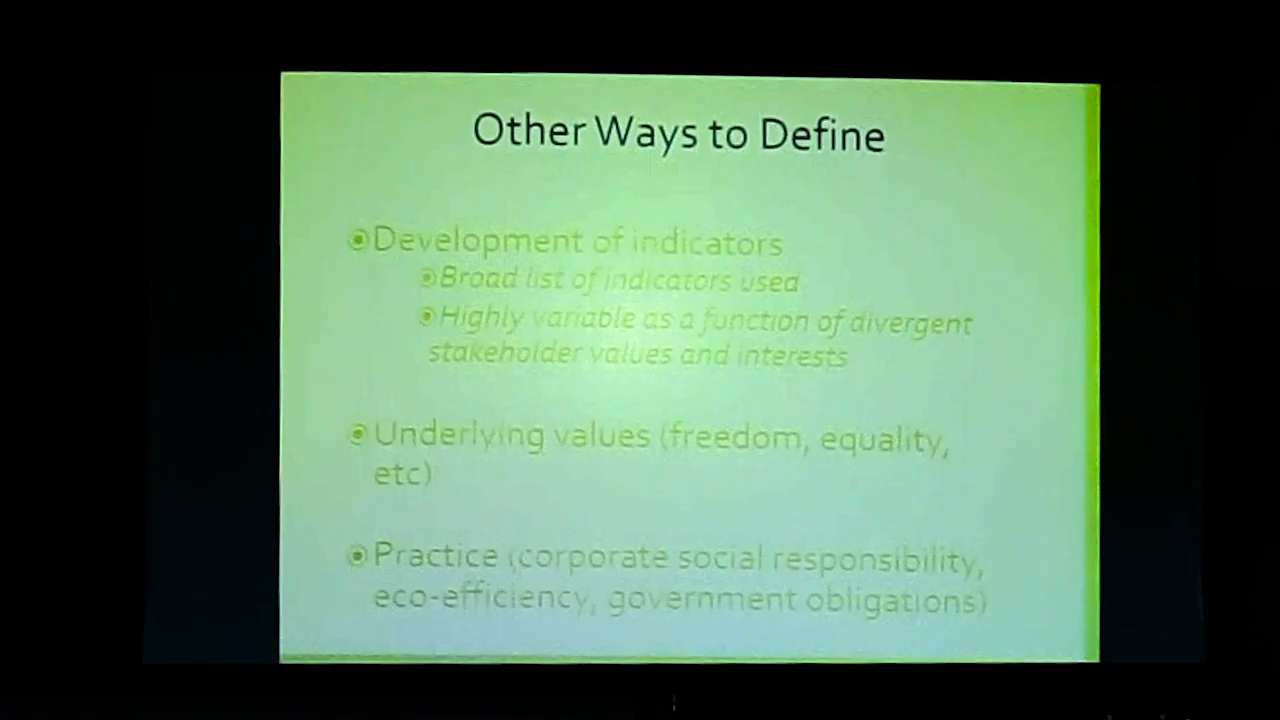 Other Ways to Define
Development of indicators
Broad list of indicators used
Highly variable as a function of divergent
stakeholder values and interests
Underlying values (freedom, equality,
etc)
Practice (corporate social responsibility,
eco-efficiency, government obligations)